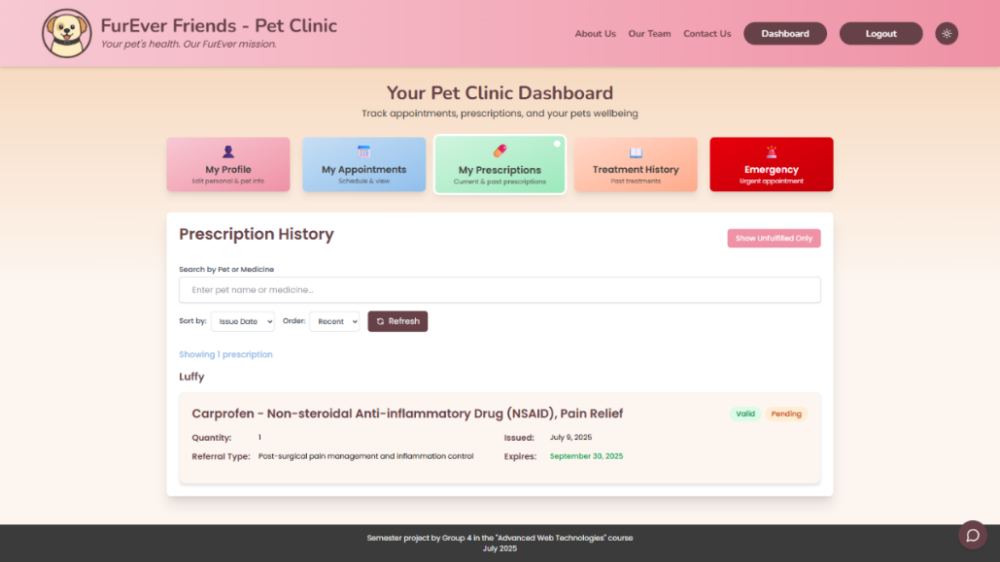 FurEver Friends - Pet Clinic
Your pet's health. Our FurEver mission.
About Us
Our Team
Contact Us
Dashboard
Logout
Your Pet Clinic Dashboard
Track appointments, prescriptions, and your pets wellbeing
My Profile
Edit personal & pet info
My Appointments
Schedule & view
My Prescriptions
Current & past prescriptions
Treatment History
Past treatments
Emergency
Urgent appointment
Prescription History
Show Unfulfilled Only
Search by Pet or Medicine
Enter pet name or medicine...
Sort by: Issue Date Order: Recent Refresh
Showing 1 prescription
Luffy
Carprofen - Non-steroidal Anti-inflammatory Drug (NSAID), Pain Relief
Valid
Pending
Quantity: 1
Issued: July 9, 2025
Referral Type: Post-surgical pain management and inflammation control
Expires: September 30, 2025
Semester project by Group 4 in the "Advanced Web Technologies" course
July 2025